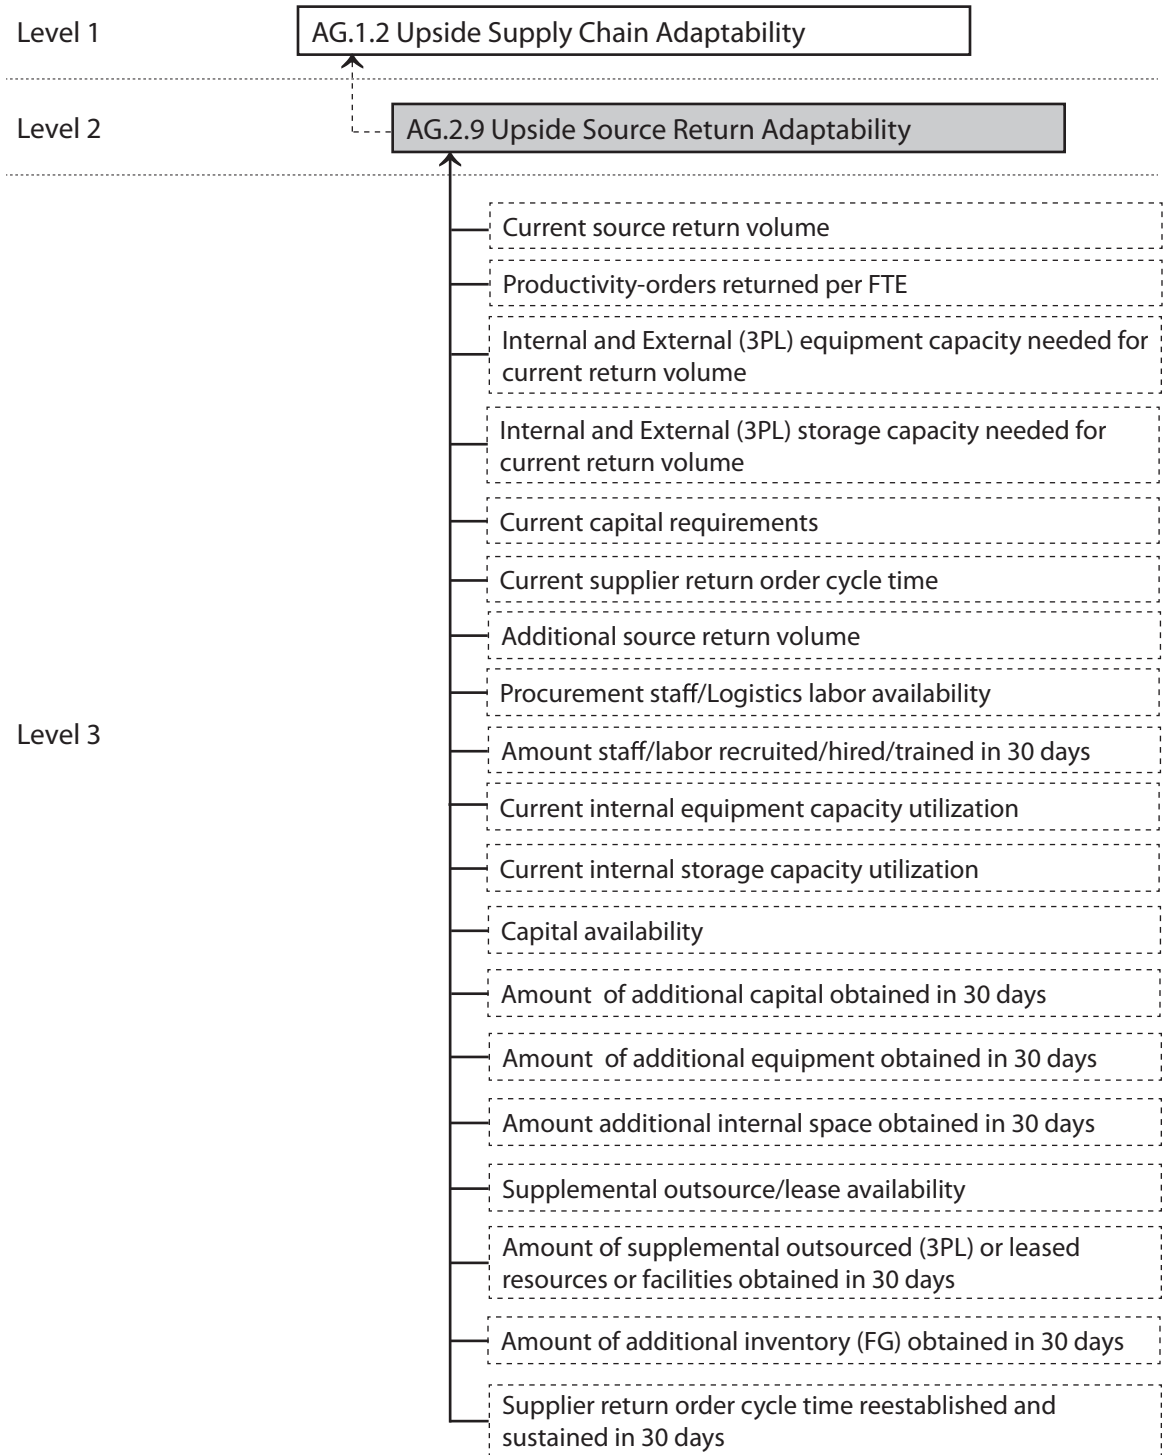 Level 1
AG.1.2 Upside Supply Chain Adaptability
Level 2
AG.2.9 Upside Source Return Adaptability
Level 3
Current source return volume
Productivity-orders returned per FTE
Internal and External (3PL) equipment capacity needed for
current return volume
Internal and External (3PL) storage capacity needed for
current return volume
Current capital requirements
Current supplier return order cycle time
Additional source return volume
Procurement staff/Logistics labor availability
Amount staff/labor recruited/hired/trained in 30 days
Current internal equipment capacity utilization
Current internal storage capacity utilization
Capital availability
Amount of additional capital obtained in 30 days
Amount of additional equipment obtained in 30 days
Amount additional internal space obtained in 30 days
Supplemental outsource/lease availability
Amount of supplemental outsourced (3PL) or leased
resources or facilities obtained in 30 days
Amount of additional inventory (FG) obtained in 30 days
Supplier return order cycle time reestablished and
sustained in 30 days